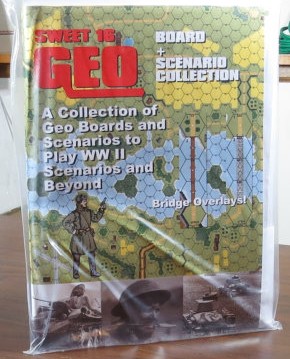 SWEET 16
GEO
BOARD
+
SCENARIO
COLLECTION
A Collection of
Geo Boards and
Scenarios to
Play WW II
Scenarios and
Beyond
Bridge Overlays!